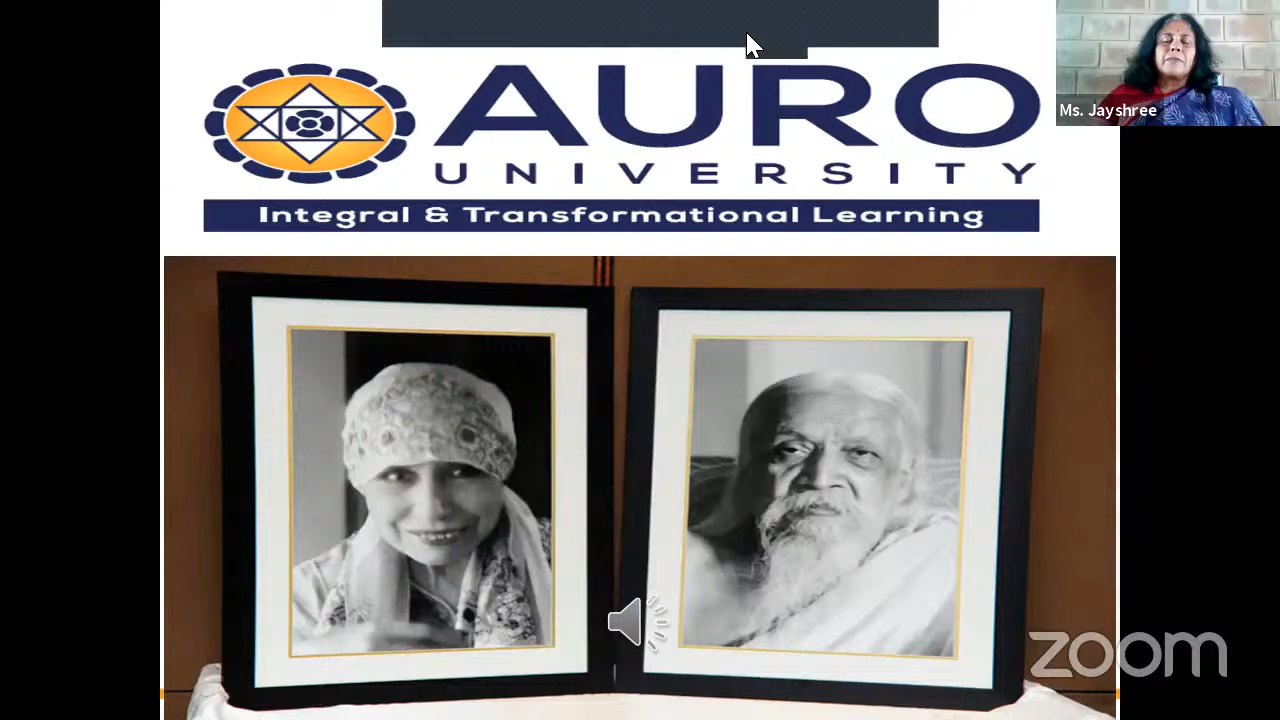 AURO
UNIVERSITY
Integral & Transformational Learning
Ms. Jayshree
zoom